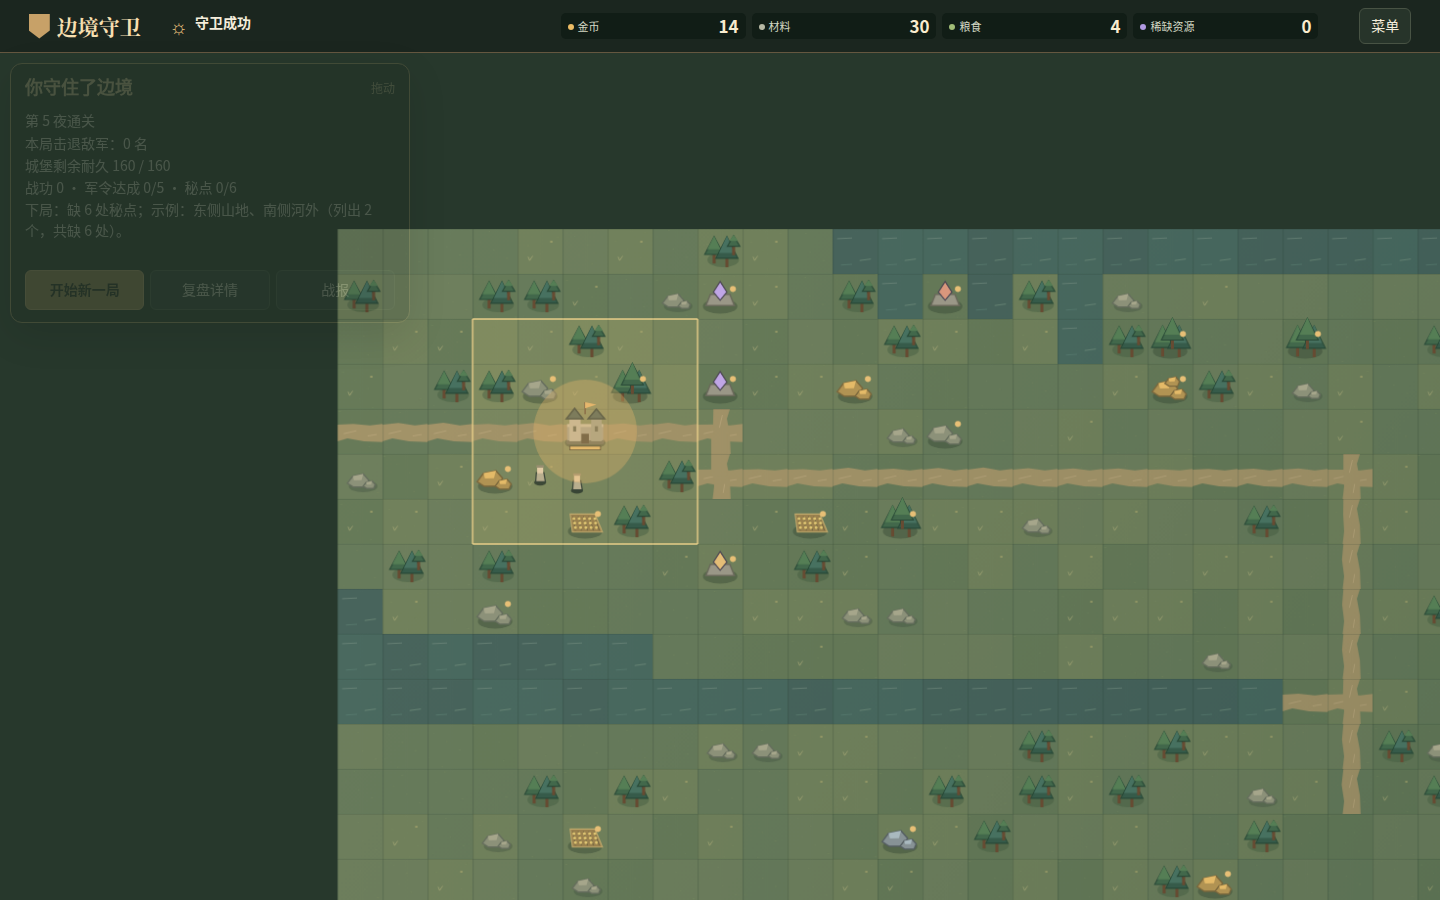 边境守卫
守卫成功
金币 14
材料 30
粮食 4
稀缺资源 0
菜单
你守住了边境
拖动
第 5 夜通关
本局击退敌军：0 名
城堡剩余耐久 160 / 160
战功 0 · 军令达成 0/5 · 秘点 0/6
下局：缺 6 处秘点；示例：东侧山地、南侧河外（列出 2
个，共缺 6 处）。
开始新一局
复盘详情
战报